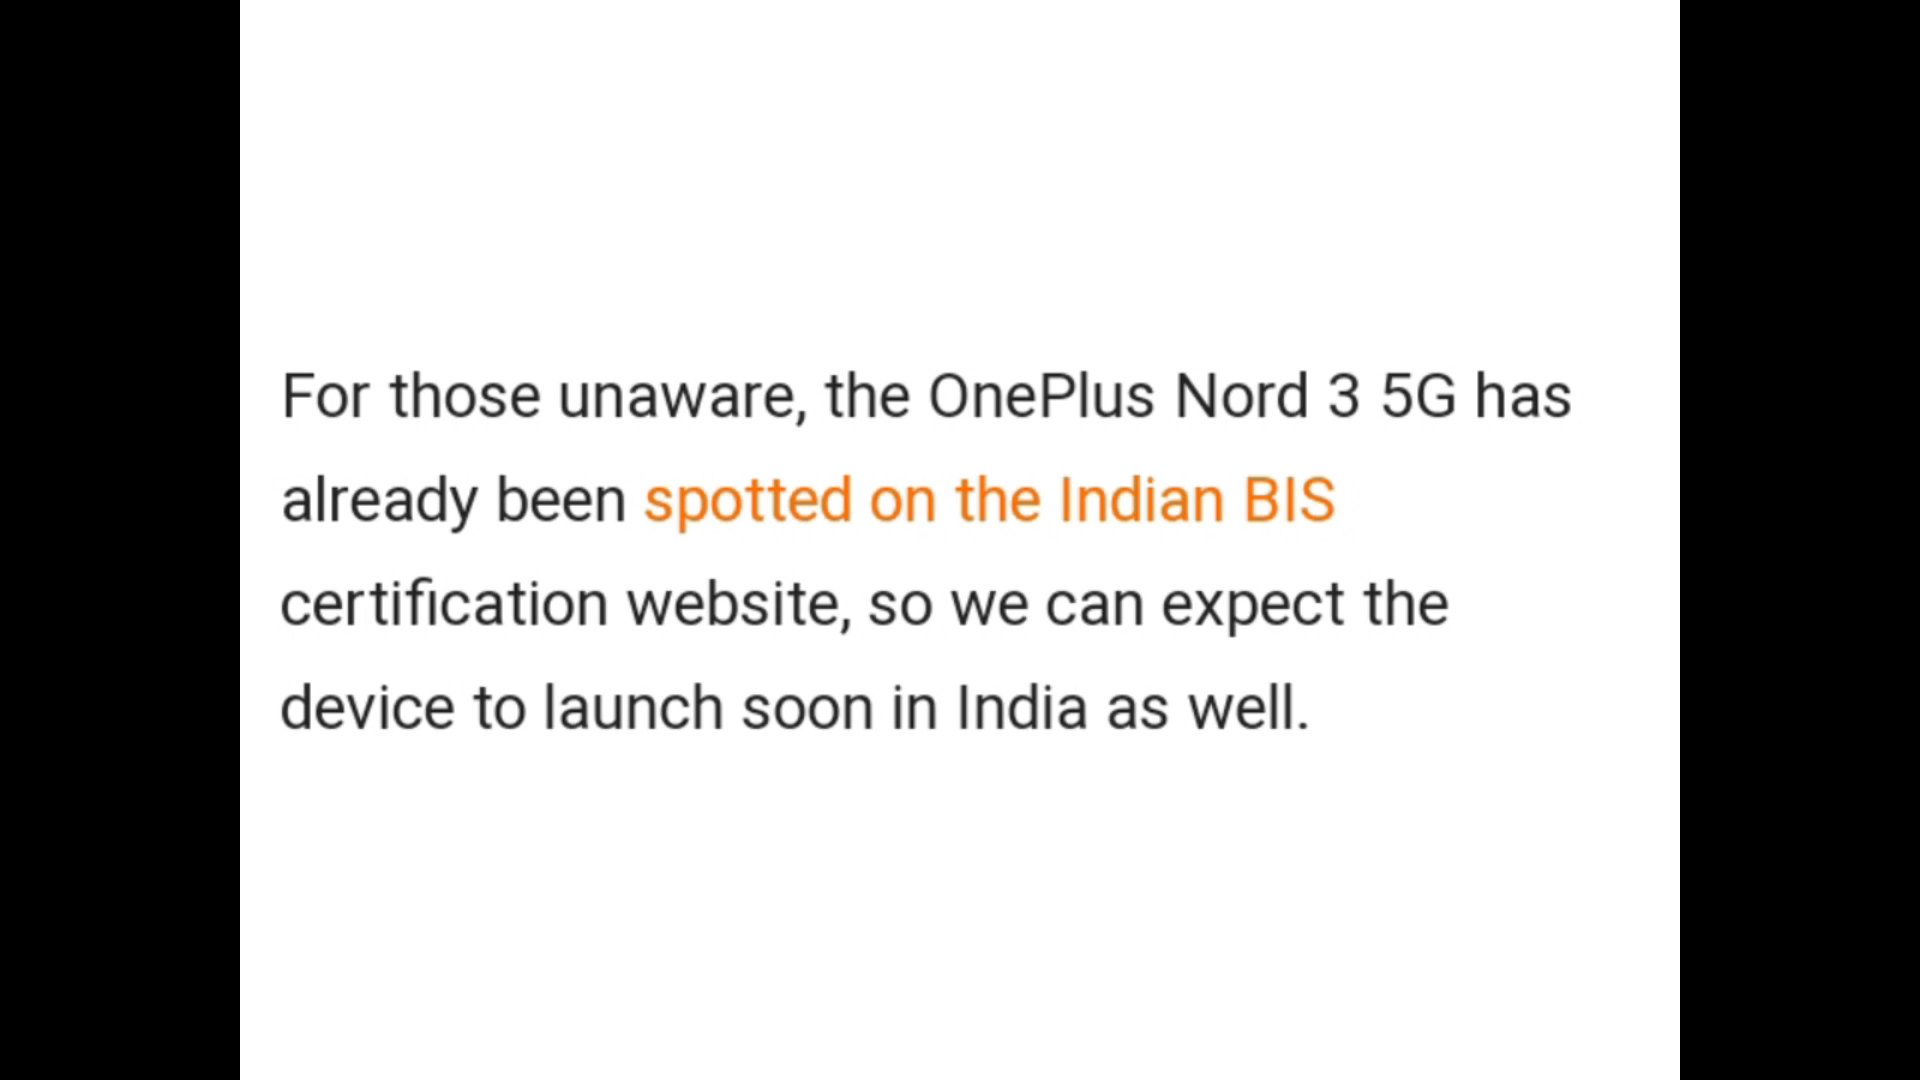 For those unaware, the OnePlus Nord 3 5G has
already been spotted on the Indian BIS
certification website, so we can expect the
device to launch soon in India as well.